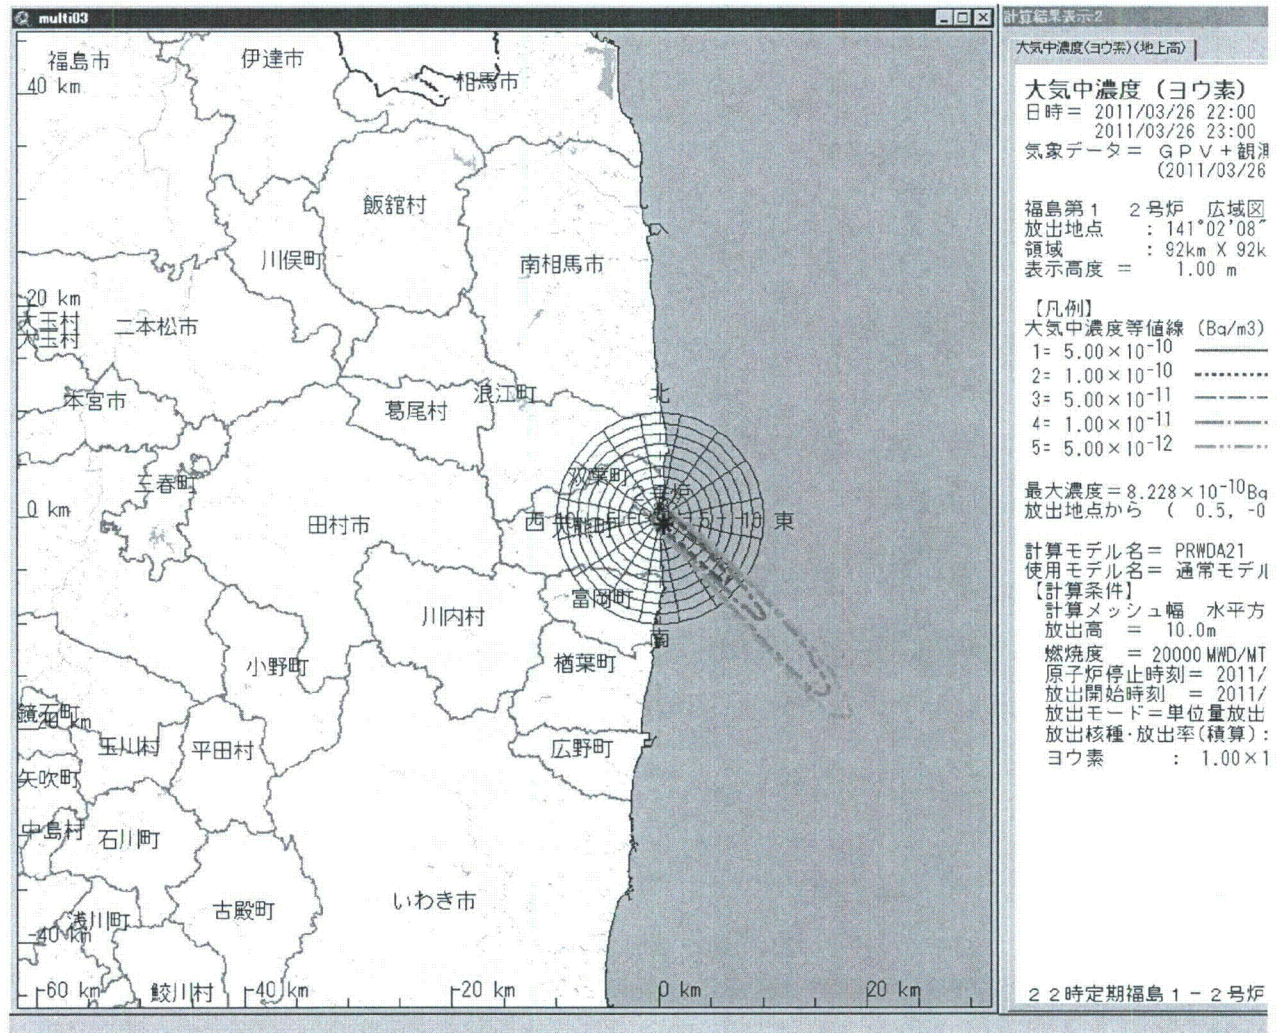 multi03
福島市
伊達市
相馬市
40 km
飯舘村
川俣町
南相馬市
20 km
大玉村
大玉村
二本松市
本宮市
浪江町
北
葛尾村
三春町
双葉町
2号炉
0 km
田村市
西
10
大熊町
5
10
東
川内村
富岡町
南
小野町
楢葉町
鏡石町
-20 km
玉川村
平田村
広野町
矢吹町
中島村
石川町
浅川町
古殿町
いわき市
-40 km
鮫川村
-60 km
-40 km
-20 km
0 km
20 km
計算結果表示-2
大気中濃度(ヨウ素)(地上高)
大気中濃度(ヨウ素)
日時= 2011/03/26 22:00
2011/03/26 23:00
気象データ= GPV+観測
(2011/03/26
福島第1 2号炉 広域図
放出地点 : 141°02'08"
領域 : 92km X 92k
表示高度 = 1.00 m
【凡例】
大気中濃度等値線 (Bq/m3)
1= 5.00×10-10
2= 1.00×10-10
3= 5.00×10-11
4= 1.00×10-11
5= 5.00×10-12
最大濃度=8.228×10-10Bq
放出地点から ( 0.5, -0
計算モデル名= PRWDA21
使用モデル名= 通常モデル
【計算条件】
計算メッシュ幅 水平方
放出高 = 10.0m
燃焼度 = 20000MWD/MT
原子炉停止時刻= 2011/
放出開始時刻 = 2011/
放出モード=単位量放出
放出核種・放出率(積算):
ヨウ素 : 1.00×1
22時定期福島1-2号炉